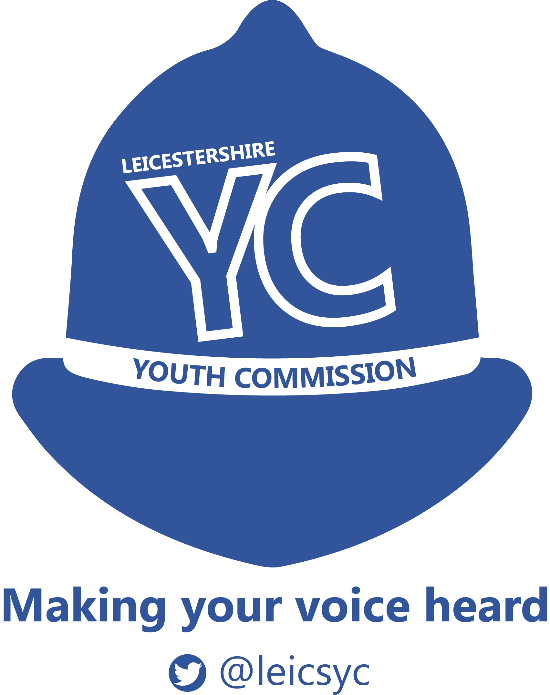 LEICESTERSHIRE
YC
YOUTH COMMISSION
Making your voice heard
@leicsyc